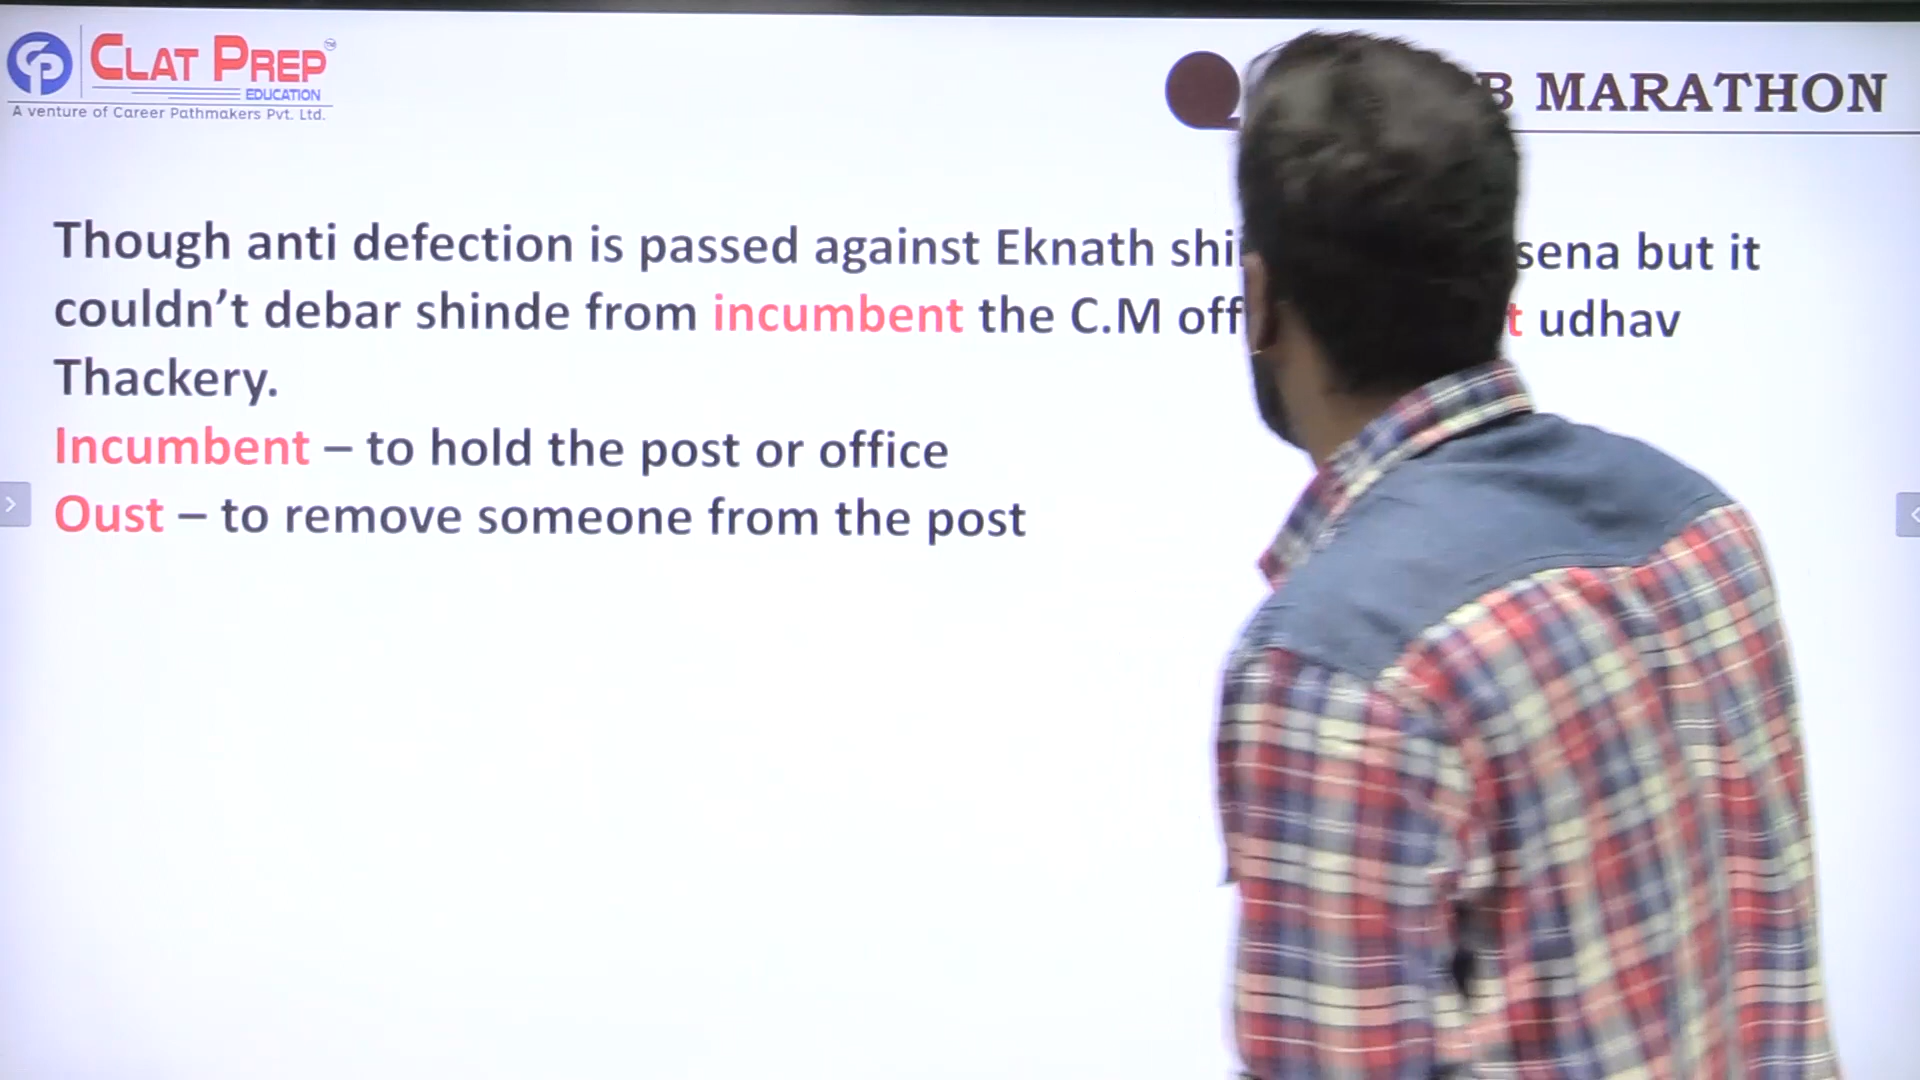 CLAT PREP
EDUCATION
A venture of Career Pathmakers Pvt. Ltd.
MARATHON
Though anti defection is passed against Eknath sena but it
couldn’t debar shinde from incumbent the C.M udhav
Thackery.
Incumbent – to hold the post or office
Oust – to remove someone from the post